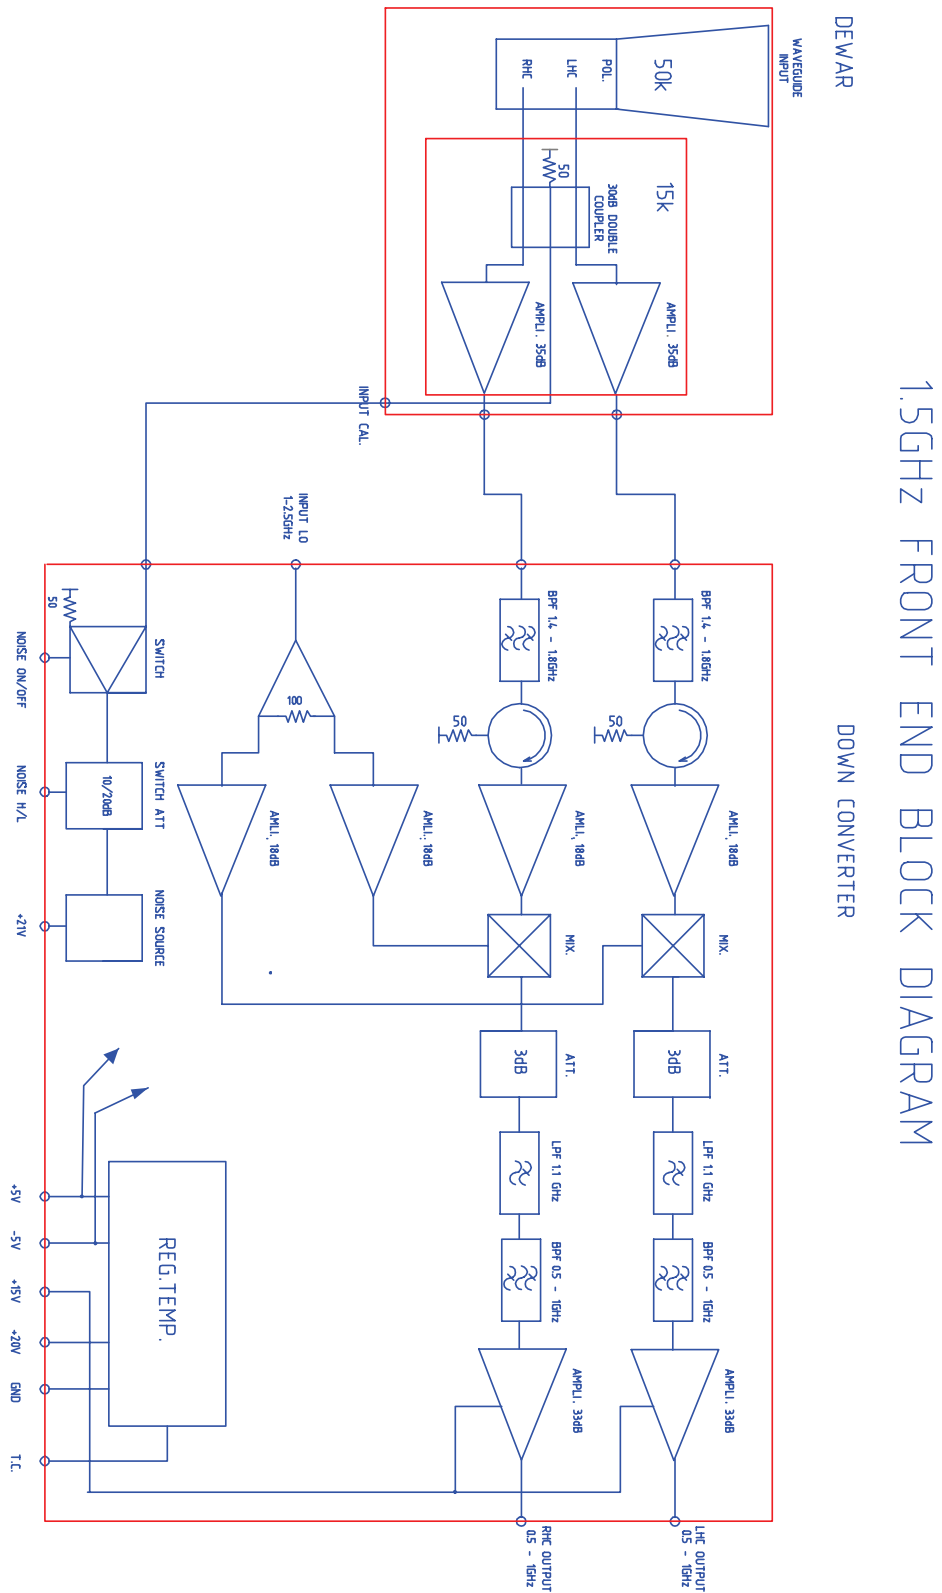 1.5GHz FRONT END BLOCK DIAGRAM
DEWAR
DOWN CONVERTER
WAVEGUIDE
INPUT
50k
POL.
LHC
RHC
15k
50
30dB DOUBLE
COUPLER
AMPLI. 35dB
AMPLI. 35dB
INPUT CAL.
INPUT LO
1-2.5GHz
BPF 1.4 - 1.8GHz
50
AMLI, 18dB
MIX.
ATT.
3dB
LPF 1.1 GHz
BPF 0.5 - 1GHz
AMPLI. 33dB
LHC OUTPUT
0.5 - 1GHz
BPF 1.4 - 1.8GHz
50
AMLI, 18dB
MIX.
ATT.
3dB
LPF 1.1 GHz
BPF 0.5 - 1GHz
AMPLI. 33dB
RHC OUTPUT
0.5 - 1GHz
100
AMLI, 18dB
AMLI, 18dB
50
SWITCH
SWITCH ATT
10/20dB
NOISE SOURCE
REG.TEMP.
NOISE ON/OFF
NOISE H/L
+21V
+5V
-5V
+15V
+20V
GND
T.C.